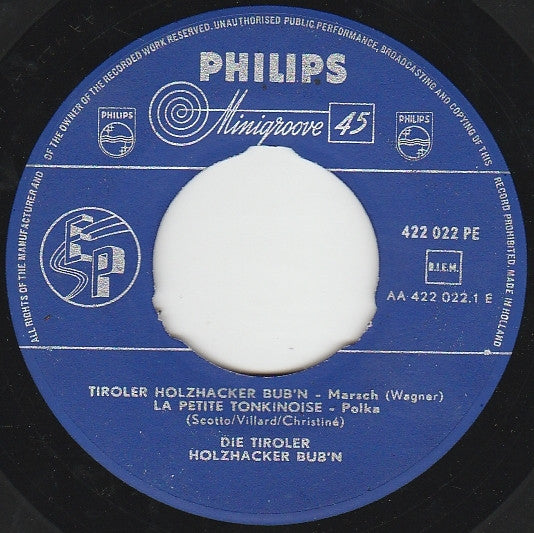 ALL RIGHTS OF THE MANUFACTURER AND OF THE OWNER OF THE RECORDED WORK RESERVED. UNAUTHORISED PUBLIC PERFORMANCE, BROADCASTING AND COPYING OF THIS RECORD PROHIBITED. MADE IN HOLLAND
PHILIPS
Minigroove 45
PHILIPS
PHILIPS
EP
422 022 PE
B.I.E.M.
AA 422 022.1 E
TIROLER HOLZHACKER BUB'N - Marsch (Wagner)
LA PETITE TONKINOISE - Polka
(Scotto/Villard/Christiné)
DIE TIROLER
HOLZHACKER BUB'N